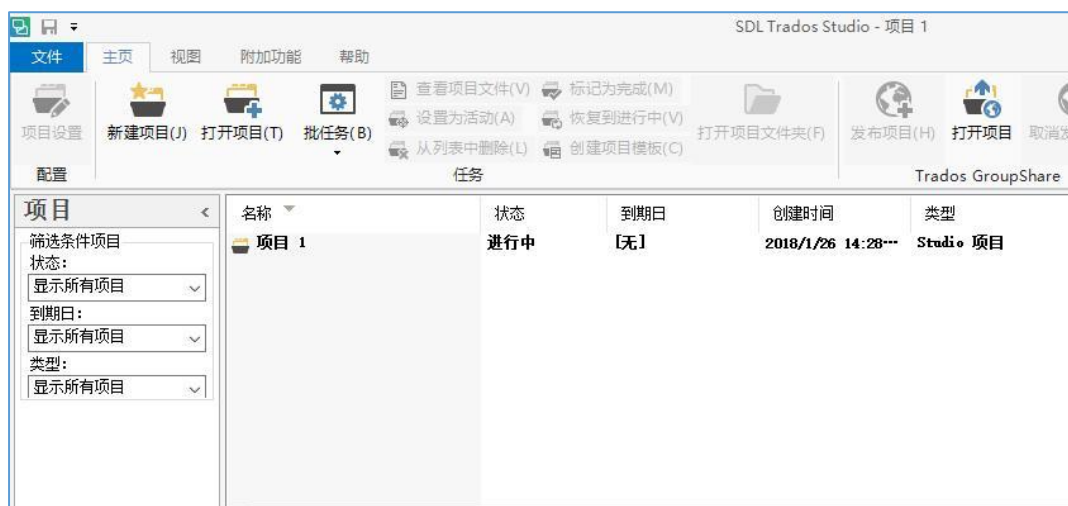 SDL Trados Studio - 项目 1
文件 主页 视图 附加功能 帮助
项目设置 新建项目(J) 打开项目(T) 批任务(B) 查看项目文件(V) 标记为完成(M) 打开项目文件夹(F) 发布项目(H) 打开项目
设置为活动(A) 恢复到进行中(V)
从列表中删除(L) 创建项目模板(C)
配置 任务 Trados GroupShare
项目
筛选条件项目
状态:
显示所有项目
到期日:
显示所有项目
类型:
显示所有项目
名称 状态 到期日 创建时间 类型
项目 1 进行中 [无] 2018/1/26 14:28… Studio 项目